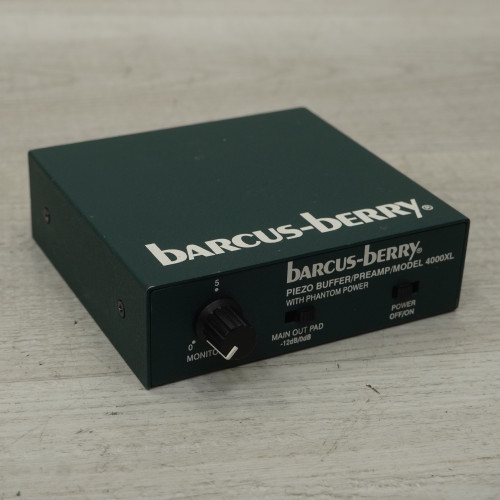 BARCUS-BERRY®
BARCUS-BERRY®
PIEZO BUFFER/PREAMP/MODEL 4000XL
WITH PHANTOM POWER
5
0
MONITO
MAIN OUT PAD
-12dB/0dB
POWER
OFF/ON